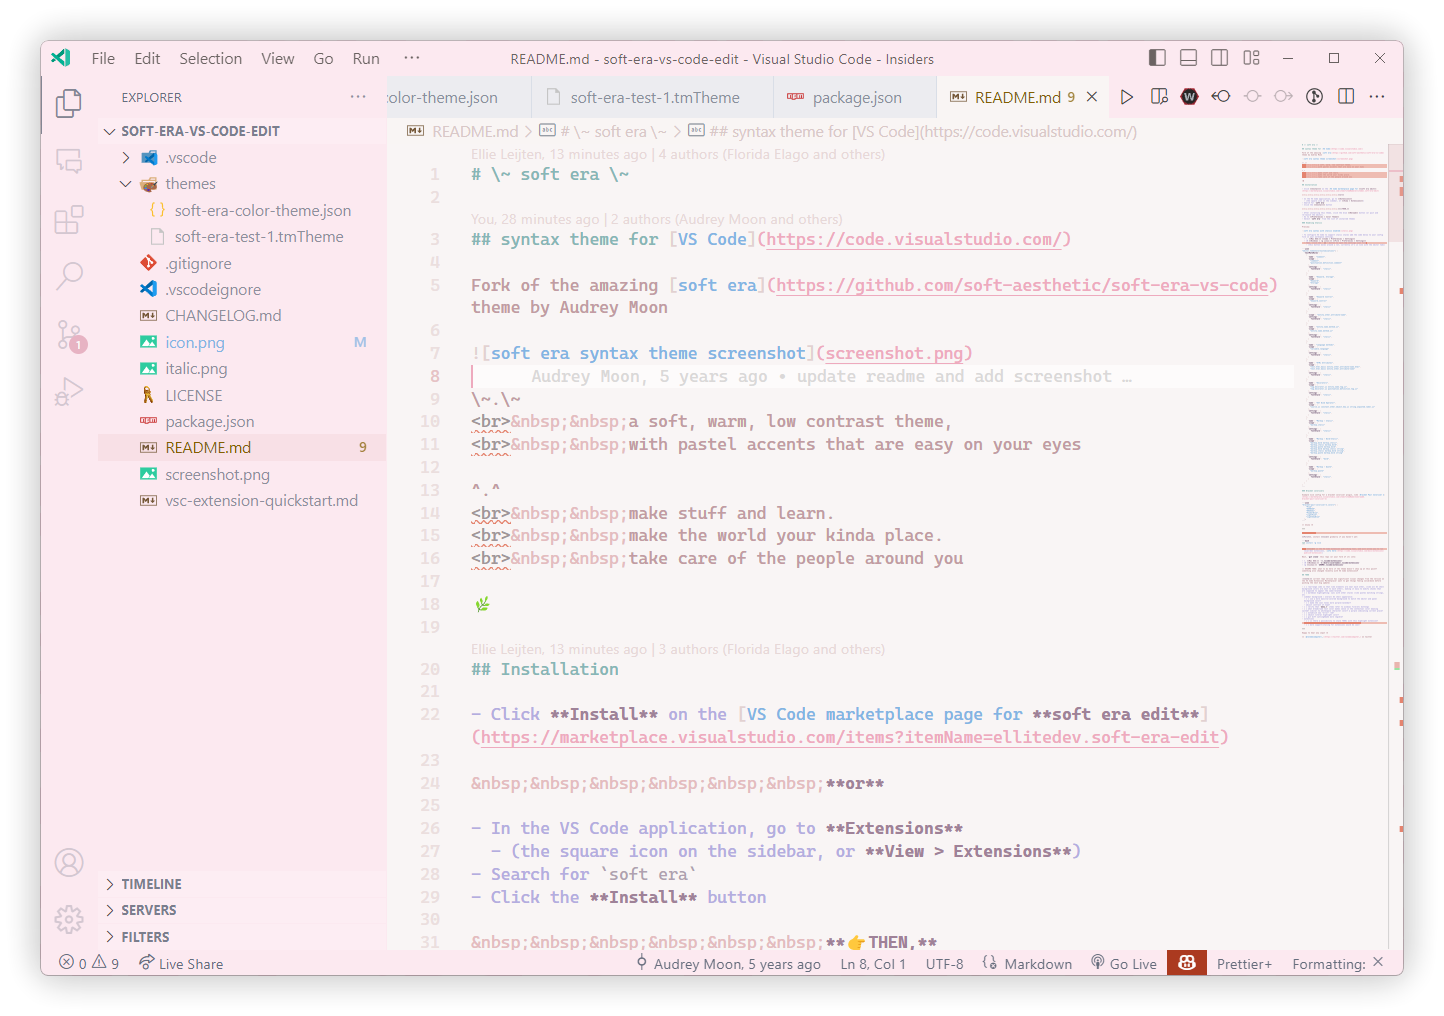 File Edit Selection View Go Run ···
README.md - soft-era-vs-code-edit - Visual Studio Code - Insiders
EXPLORER ···
SOFT-ERA-VS-CODE-EDIT
.vscode
themes
soft-era-color-theme.json
soft-era-test-1.tmTheme
.gitignore
.vscodeignore
CHANGELOG.md
icon.png M
italic.png
LICENSE
package.json
README.md 9
screenshot.png
vsc-extension-quickstart.md
TIMELINE
SERVERS
FILTERS
1
olor-theme.json soft-era-test-1.tmTheme package.json README.md 9
README.md > # \~ soft era \~ > ## syntax theme for [VS Code](https://code.visualstudio.com/)
Ellie Leijten, 13 minutes ago | 4 authors (Florida Elago and others)
1 # \~ soft era \~
2
You, 28 minutes ago | 2 authors (Audrey Moon and others)
3 ## syntax theme for [VS Code](https://code.visualstudio.com/)
4
5 Fork of the amazing [soft era](https://github.com/soft-aesthetic/soft-era-vs-code)
theme by Audrey Moon
6
7 ![soft era syntax theme screenshot](screenshot.png)
8 Audrey Moon, 5 years ago • update readme and add screenshot …
9 \~.\~
10 <br>&nbsp;&nbsp;a soft, warm, low contrast theme,
11 <br>&nbsp;&nbsp;with pastel accents that are easy on your eyes
12
13 ^.^
14 <br>&nbsp;&nbsp;make stuff and learn.
15 <br>&nbsp;&nbsp;make the world your kinda place.
16 <br>&nbsp;&nbsp;take care of the people around you
17
18 🌿
19
Ellie Leijten, 13 minutes ago | 3 authors (Florida Elago and others)
20 ## Installation
21
22 - Click **Install** on the [VS Code marketplace page for **soft era edit**]
(https://marketplace.visualstudio.com/items?itemName=ellitedev.soft-era-edit)
23
24 &nbsp;&nbsp;&nbsp;&nbsp;&nbsp;&nbsp;**or**
25
26 - In the VS Code application, go to **Extensions**
27 - (the square icon on the sidebar, or **View > Extensions**)
28 - Search for `soft era`
29 - Click the **Install** button
30
31 &nbsp;&nbsp;&nbsp;&nbsp;&nbsp;&nbsp;**👉THEN,**
0 9 Live Share Audrey Moon, 5 years ago Ln 8, Col 1 UTF-8 Markdown Go Live Prettier+ Formatting: ×